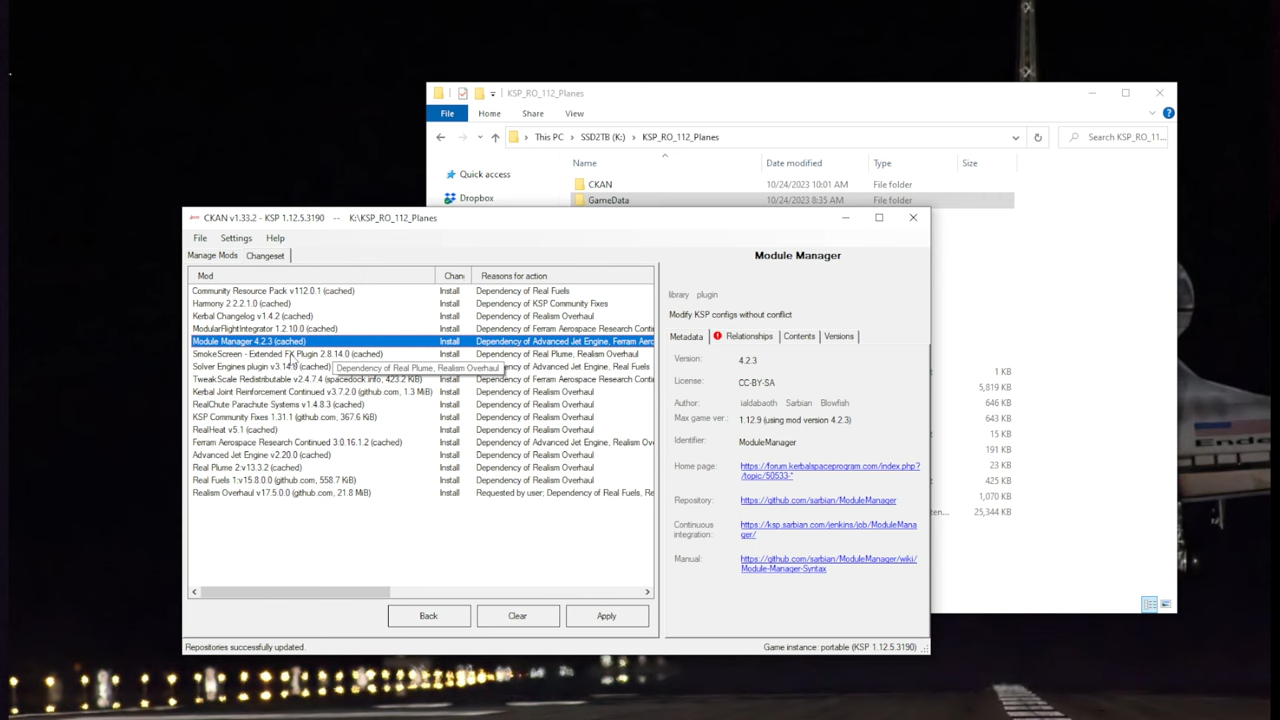 KSP_RO_112_Planes
File Home Share View
This PC SSD2TB (K:) KSP_RO_112_Planes
Search KSP_RO_11...
Name Date modified Type Size
Quick access
Dropbox
CKAN 10/24/2023 10:01 AM File folder
GameData 10/24/2023 8:35 AM File folder
1 KB
5,819 KB
646 KB
643 KB
15 KB
191 KB
23 KB
425 KB
1,070 KB
en... 25,344 KB
CKAN v1.33.2 - KSP 1.12.5.3190 -- K:\KSP_RO_112_Planes
File Settings Help
Manage Mods Changeset
Mod Chang Reasons for action
Community Resource Pack v112.0.1 (cached) Install Dependency of Real Fuels
Harmony 2 2.2.1.0 (cached) Install Dependency of KSP Community Fixes
Kerbal Changelog v1.4.2 (cached) Install Dependency of Realism Overhaul
ModularFlightIntegrator 1.2.10.0 (cached) Install Dependency of Ferram Aerospace Research Contin
Module Manager 4.2.3 (cached) Install Dependency of Advanced Jet Engine, Ferram Aero
SmokeScreen - Extended FX Plugin 2.8.14.0 (cached) Install Dependency of Real Plume, Realism Overhaul
Solver Engines plugin v3.14.0 (cached) ncy of Advanced Jet Engine, Real Fuels
Dependency of Real Plume, Realism Overhaul
TweakScale Redistributable v2.4.7.4 (spacedock.info, 423.2 KiB) Install Dependency of Realism Overhaul
Kerbal Joint Reinforcement Continued v3.7.2.0 (github.com, 1.3 MiB) Install Dependency of Realism Overhaul
RealChute Parachute Systems v1.4.8.3 (cached) Install Dependency of Realism Overhaul
KSP Community Fixes 1.31.1 (github.com, 367.6 KiB) Install Dependency of Realism Overhaul
RealHeat v5.1 (cached) Install Dependency of Realism Overhaul
Ferram Aerospace Research Continued 3.0.16.1.2 (cached) Install Dependency of Advanced Jet Engine, Realism Ov
Advanced Jet Engine v2.20.0 (cached) Install Dependency of Realism Overhaul
Real Plume 2:v13.3.2 (cached) Install Dependency of Realism Overhaul
Real Fuels 1:v15.8.0.0 (github.com, 558.7 KiB) Install Dependency of Realism Overhaul
Realism Overhaul v17.5.0.0 (github.com, 21.8 MiB) Install Requested by user; Dependency of Real Fuels, Re
Back Clear Apply
Repositories successfully updated.
Module Manager
library plugin
Modify KSP configs without conflict
Metadata Relationships Contents Versions
Version: 4.2.3
License: CC-BY-SA
Author: ialdabaoth Sarbian Blowfish
Max game ver.: 1.12.9 (using mod version 4.2.3)
Identifier: ModuleManager
Home page: https://forum.kerbalspaceprogram.com/index.php?
/topic/50533-*
Repository: https://github.com/sarbian/ModuleManager
Continuous integration: https://ksp.sarbian.com/jenkins/job/ModuleMana
ger/
Manual: https://github.com/sarbian/ModuleManager/wiki/
Module-Manager-Syntax
Game instance: portable (KSP 1.12.5.3190)